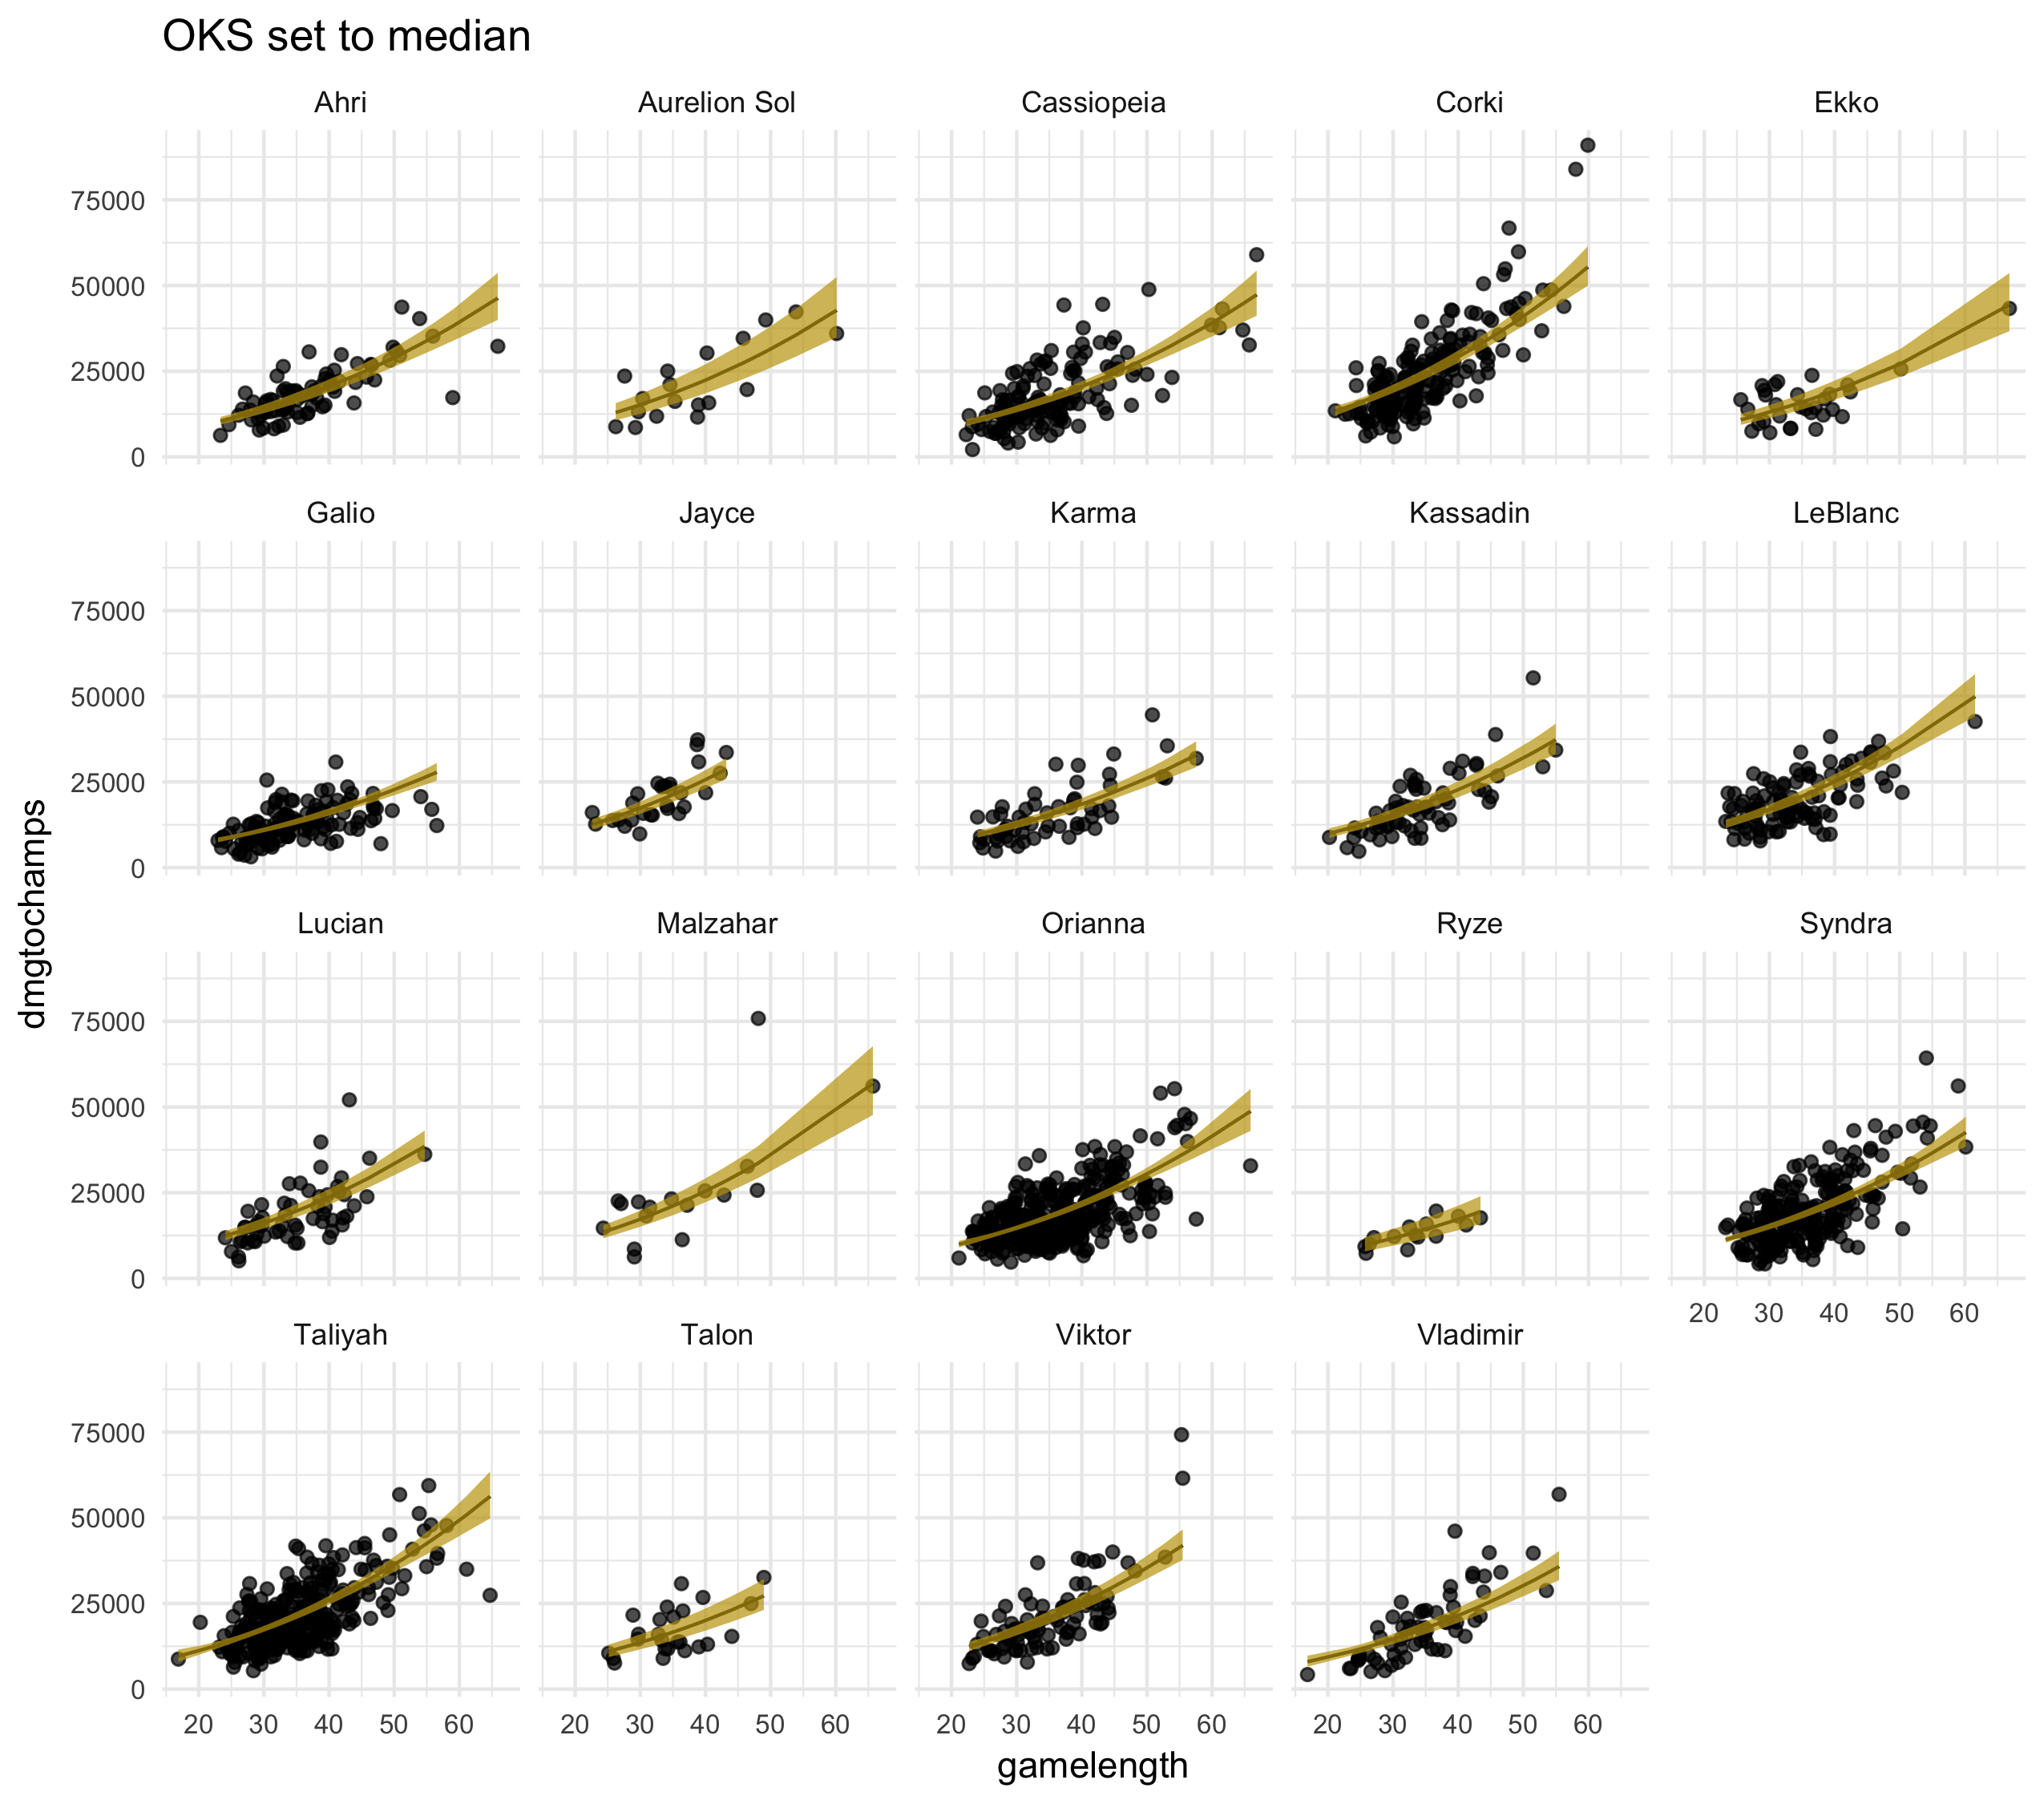 OKS set to median
Ahri Aurelion Sol Cassiopeia Corki Ekko
75000
50000
25000
0
Galio Jayce Karma Kassadin LeBlanc
75000
50000
25000
0
dmgtochamps
Lucian Malzahar Orianna Ryze Syndra
75000
50000
25000
0
20 30 40 50 60
Taliyah Talon Viktor Vladimir
75000
50000
25000
0
20 30 40 50 60 20 30 40 50 60 20 30 40 50 60 20 30 40 50 60
gamelength